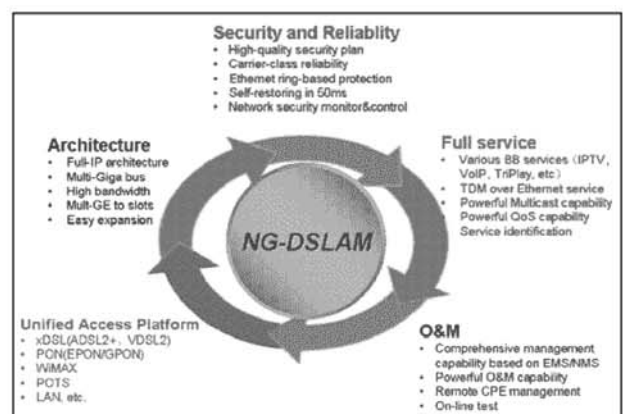 Security and Reliablity
• High-quality security plan
• Carrier-class reliability
• Ethernet ring-based protection
• Self-restoring in 50ms
• Network security monitor&control
Architecture
• Full-IP architecture
• Multi-Giga bus
• High bandwidth
• Mult-GE to slots
• Easy expansion
Full service
• Various BB services (IPTV,
VoIP, TriPlay, etc)
• TDM over Ethernet service
• Powerful Multicast capability
• Powerful QoS capability
Service identification
NG-DSLAM
Unified Access Platform
• xDSL(ADSL2+, VDSL2)
• PON(EPON/GPON)
• WiMAX
• POTS
• LAN, etc.
O&M
• Comprehensive management
capability based on EMS/NMS
• Powerful O&M capability
• Remote CPE management
• On-line test